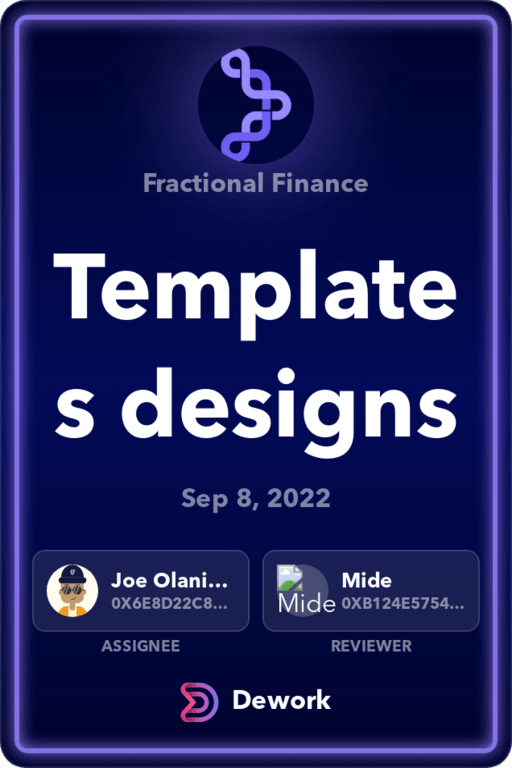 Fractional Finance
Template
s designs
Sep 8, 2022
Joe Olani...
0X6E8D22C8...
ASSIGNEE
Mide
Mide
0XB124E5754...
REVIEWER
Dework